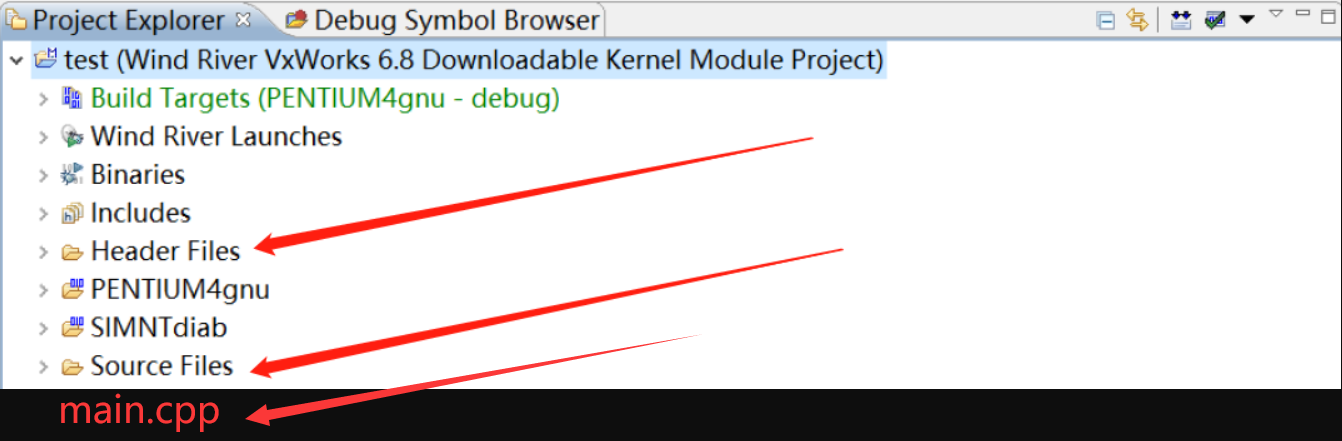 Project Explorer
Debug Symbol Browser
test (Wind River VxWorks 6.8 Downloadable Kernel Module Project)
Build Targets (PENTIUM4gnu - debug)
Wind River Launches
Binaries
Includes
Header Files
PENTIUM4gnu
SIMNTdiab
Source Files
main.cpp